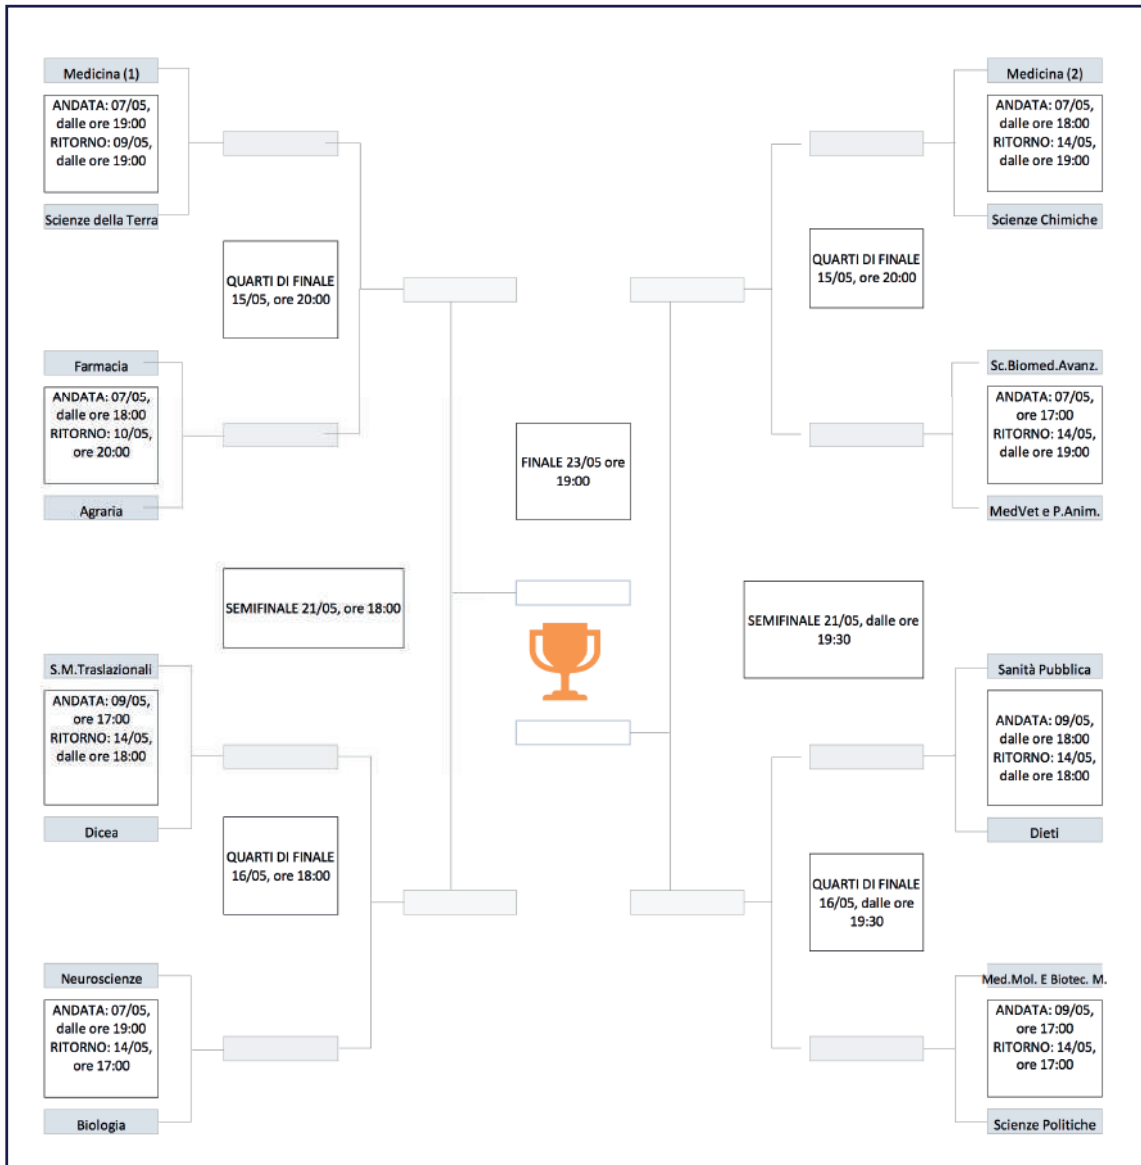 Medicina (1)
ANDATA: 07/05,
dalle ore 19:00
RITORNO: 09/05,
dalle ore 19:00
Scienze della Terra
QUARTI DI FINALE
15/05, ore 20:00
Farmacia
ANDATA: 07/05,
dalle ore 18:00
RITORNO: 10/05,
ore 20:00
Agraria
SEMIFINALE 21/05, ore 18:00
S.M.Traslazionali
ANDATA: 09/05,
ore 17:00
RITORNO: 14/05,
dalle ore 18:00
Dicea
QUARTI DI FINALE
16/05, ore 18:00
Neuroscienze
ANDATA: 07/05,
dalle ore 19:00
RITORNO: 14/05,
ore 17:00
Biologia
FINALE 23/05 ore
19:00
Medicina (2)
ANDATA: 07/05,
dalle ore 18:00
RITORNO: 14/05,
dalle ore 19:00
Scienze Chimiche
QUARTI DI FINALE
15/05, ore 20:00
Sc.Biomed.Avanz.
ANDATA: 07/05,
ore 17:00
RITORNO: 14/05,
dalle ore 19:00
MedVet e P.Anim.
SEMIFINALE 21/05, dalle ore
19:30
Sanità Pubblica
ANDATA: 09/05,
dalle ore 18:00
RITORNO: 14/05,
dalle ore 18:00
Dieti
QUARTI DI FINALE
16/05, dalle ore
19:30
Med.Mol. E Biotec. M.
ANDATA: 09/05,
ore 17:00
RITORNO: 14/05,
ore 17:00
Scienze Politiche